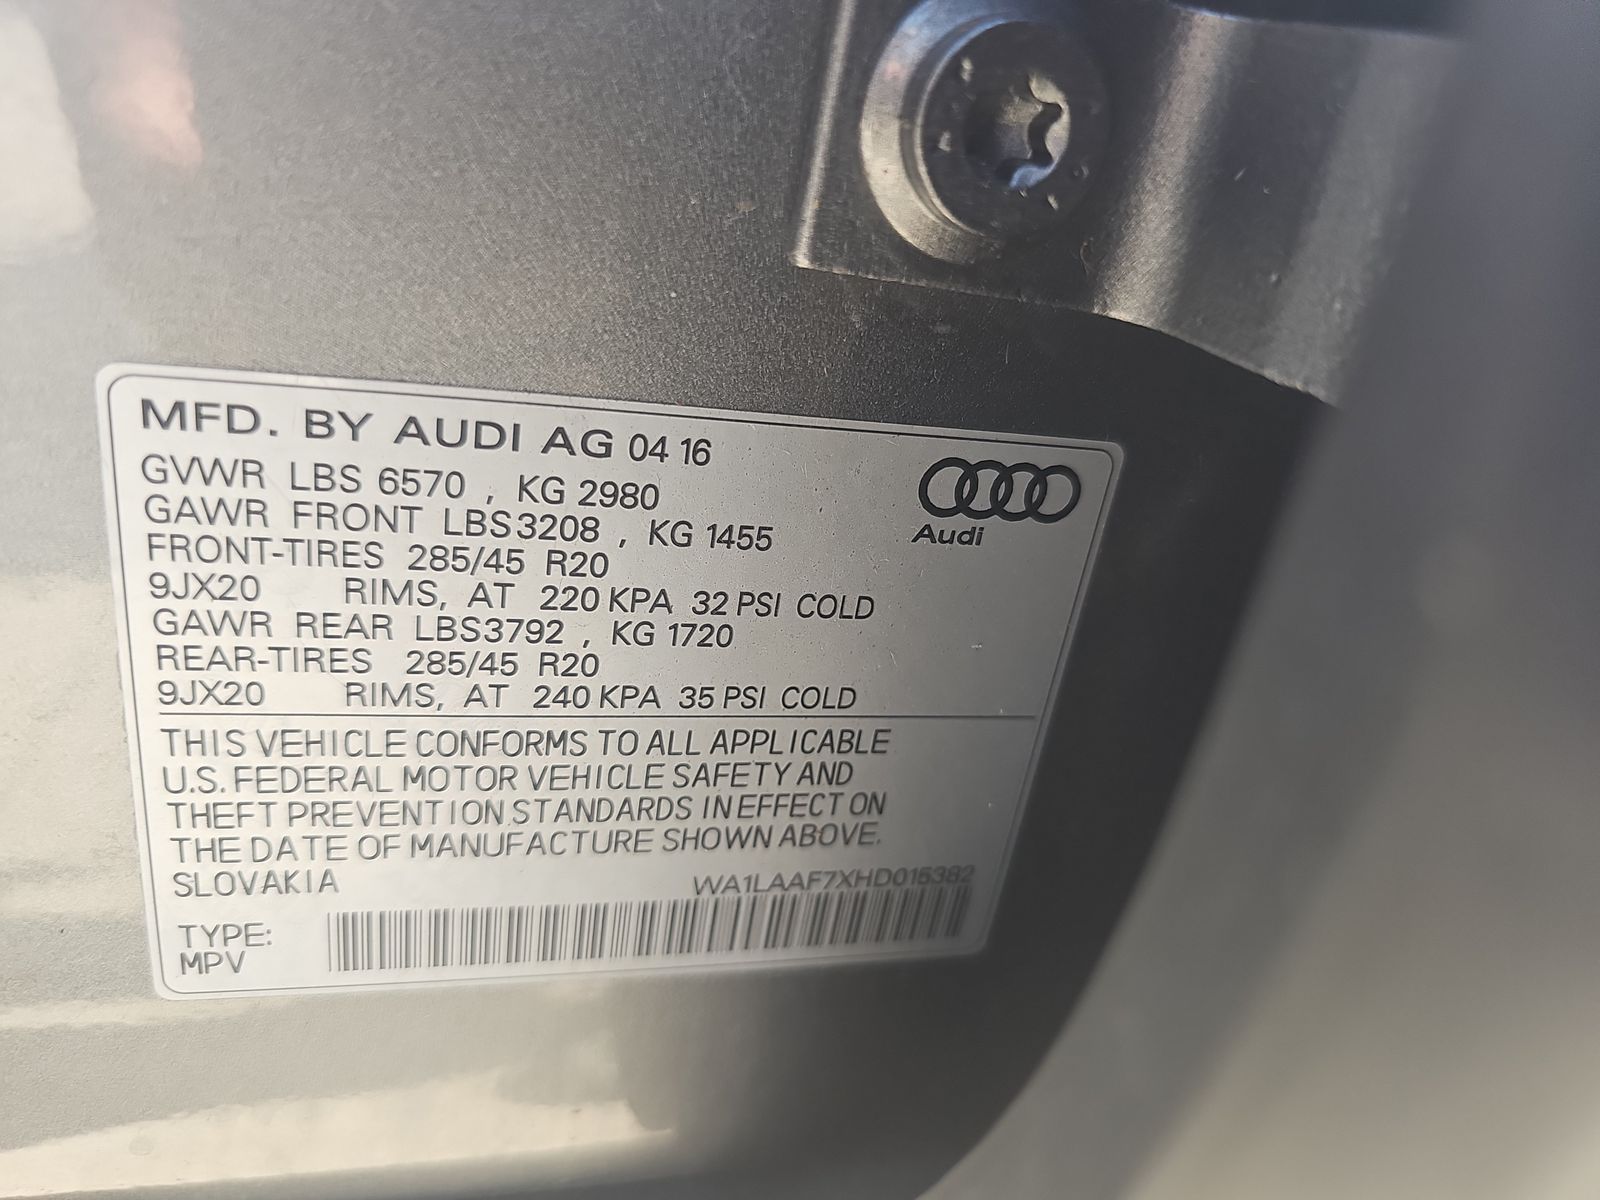 MFD. BY AUDI AG 04 16
GVWR LBS 6570 , KG 2980
GAWR FRONT LBS3208 , KG 1455
FRONT-TIRES 285/45 R20
9JX20 RIMS, AT 220 KPA 32 PSI COLD
GAWR REAR LBS3792 , KG 1720
REAR-TIRES 285/45 R20
9JX20 RIMS, AT 240 KPA 35 PSI COLD
Audi
THIS VEHICLE CONFORMS TO ALL APPLICABLE
U.S. FEDERAL MOTOR VEHICLE SAFETY AND
THEFT PREVENTION STANDARDS IN EFFECT ON
THE DATE OF MANUFACTURE SHOWN ABOVE.
SLOVAKIA WA1LAAF7XHD015382
TYPE:
MPV